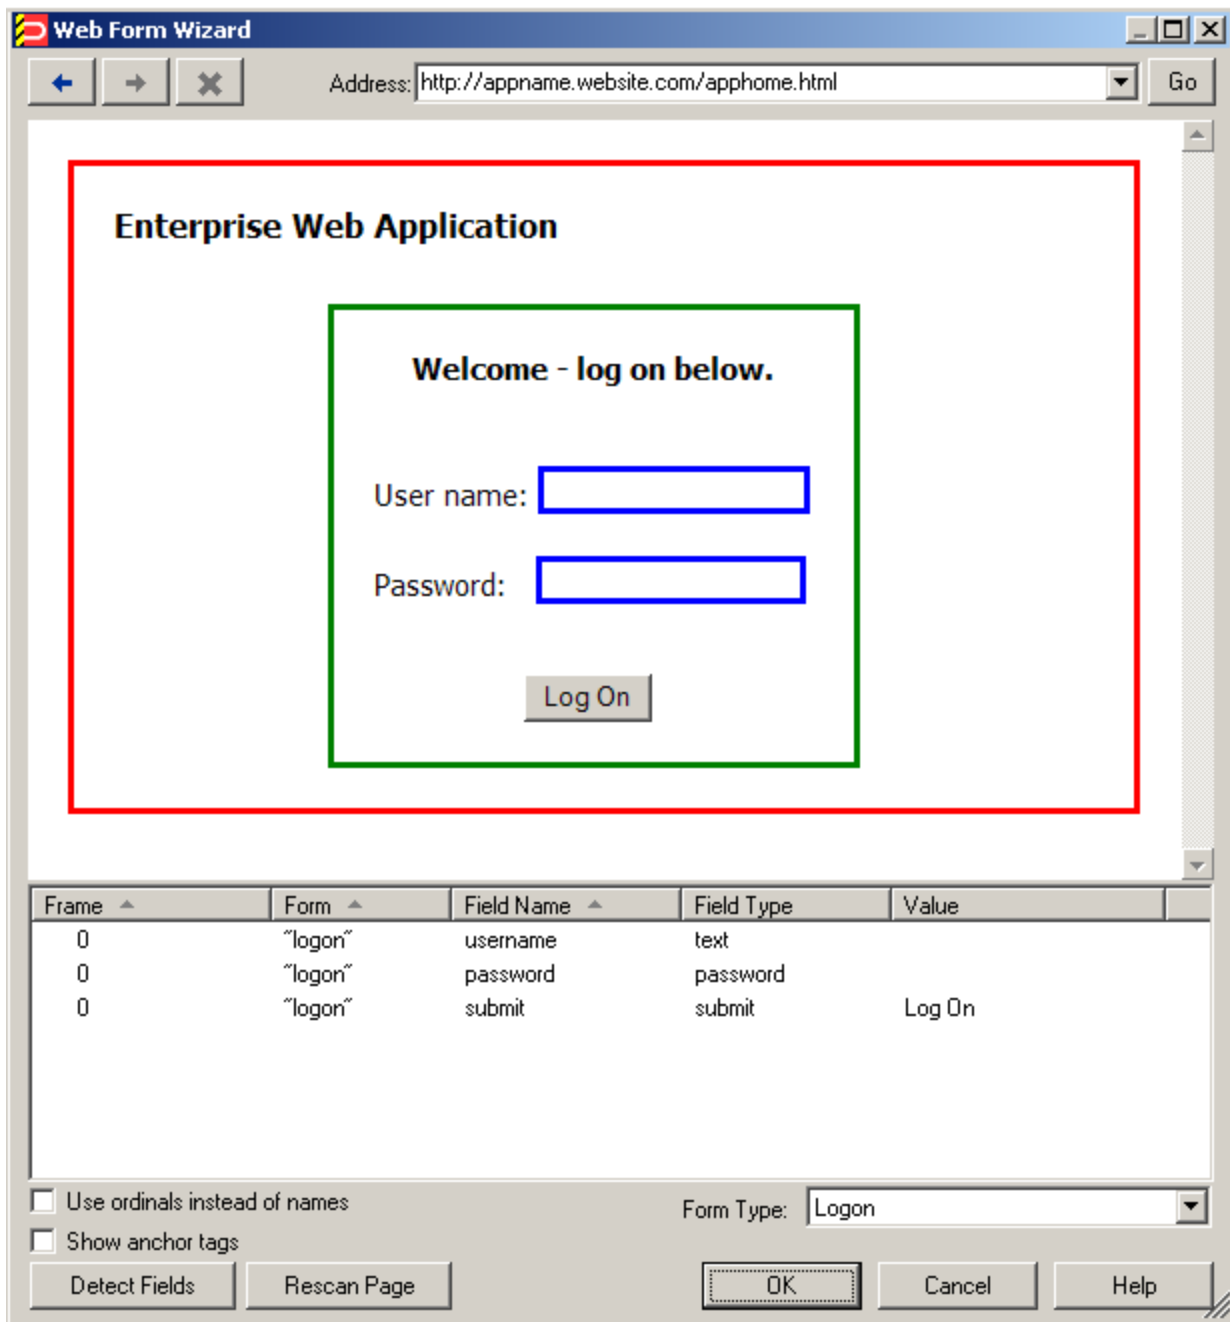 Web Form Wizard
Address: http://appname.website.com/apphome.html Go
Enterprise Web Application
Welcome - log on below.
User name:
Password:
Log On
Frame Form Field Name Field Type Value
0 "logon" username text
0 "logon" password password
0 "logon" submit submit Log On
Use ordinals instead of names
Form Type: Logon
Show anchor tags
Detect Fields Rescan Page OK Cancel Help